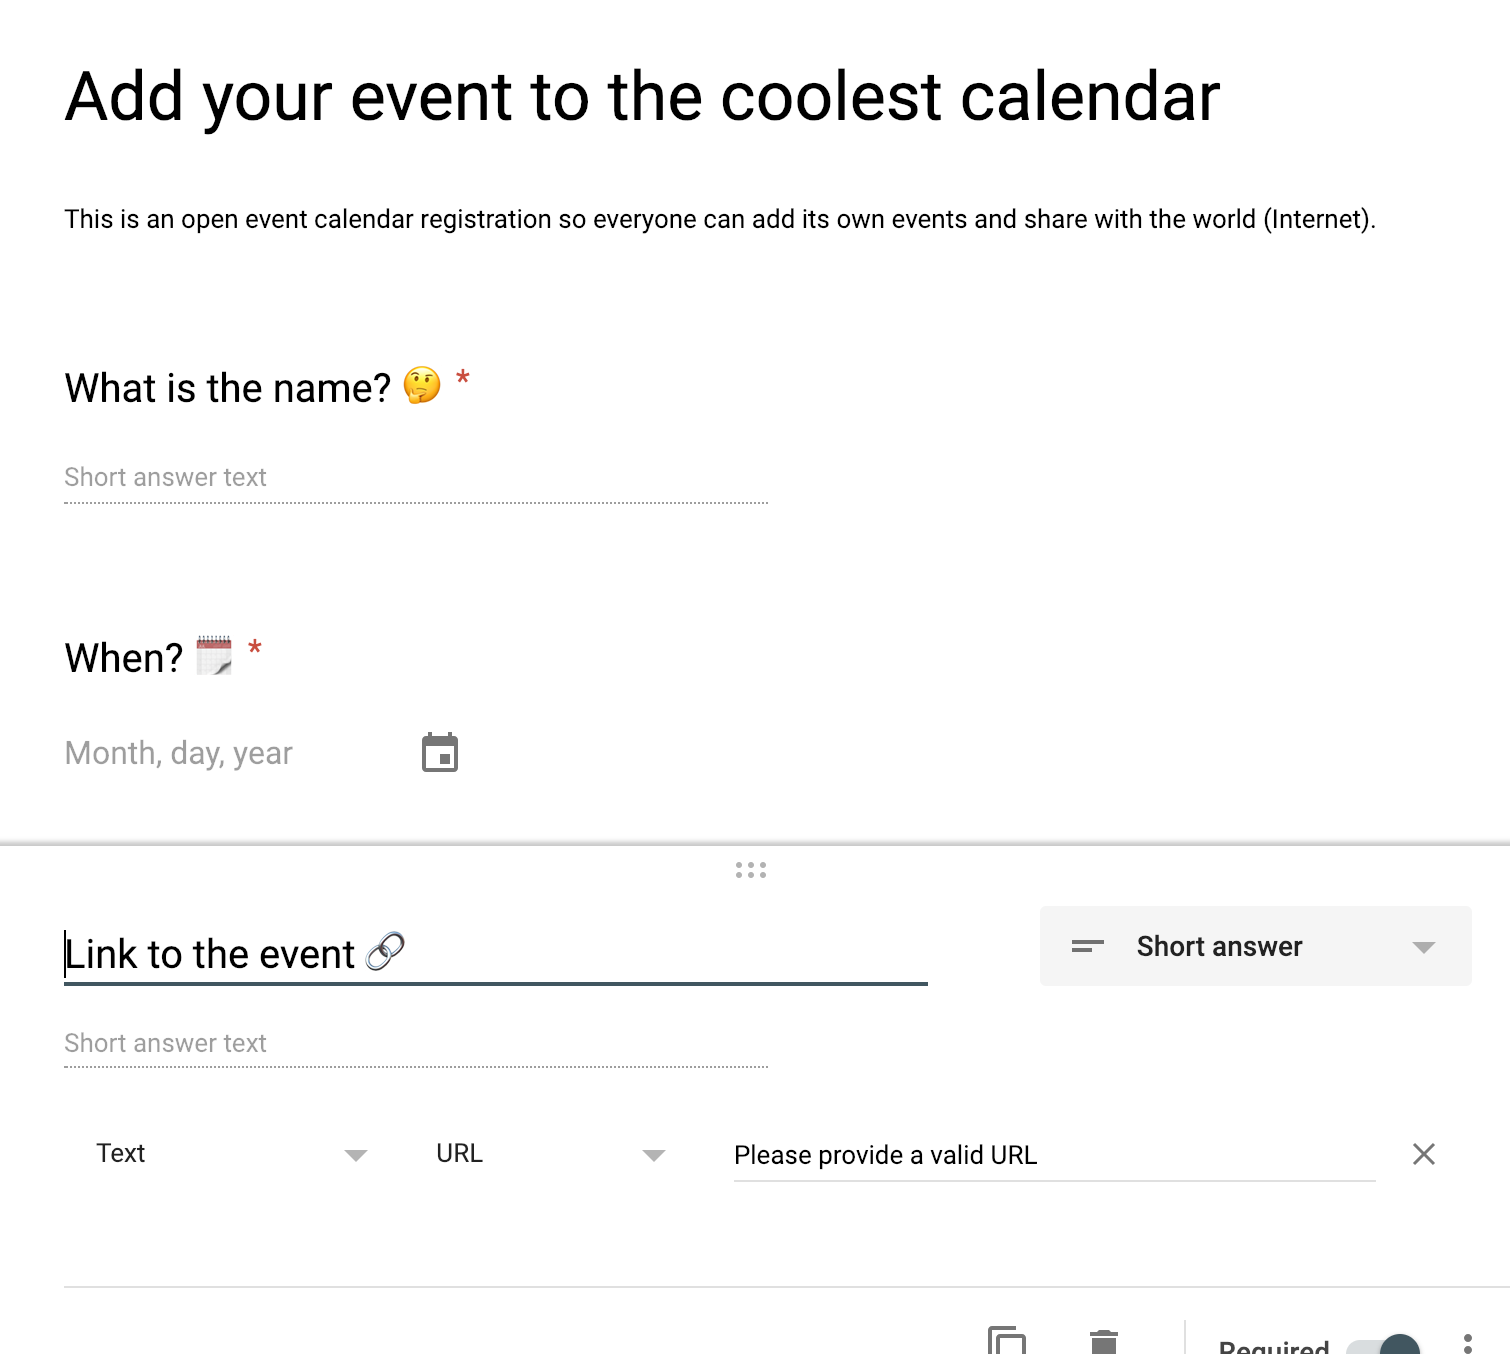 Add your event to the coolest calendar
This is an open event calendar registration so everyone can add its own events and share with the world (Internet).
What is the name? 🤔 *
Short answer text
When? 🗓 *
Month, day, year
Link to the event 🔗
Short answer
Short answer text
Text URL Please provide a valid URL
Required